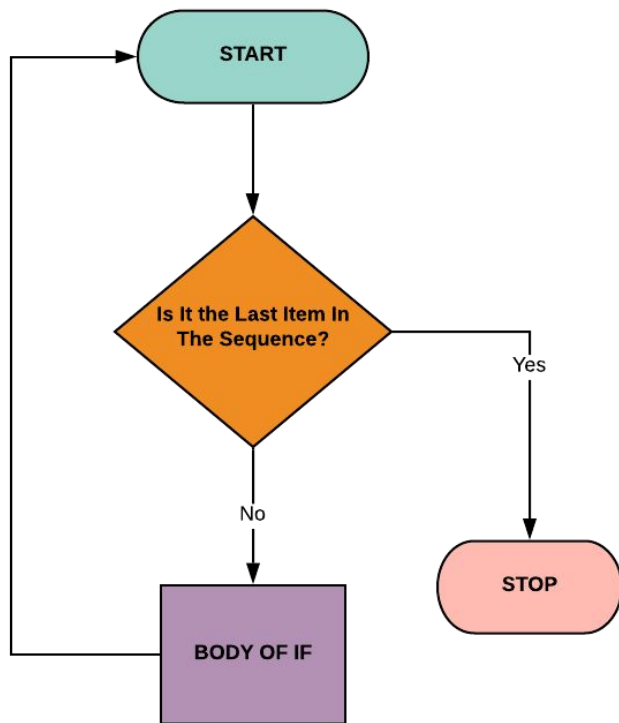 START
Is It the Last Item In
The Sequence?
Yes
No
STOP
BODY OF IF